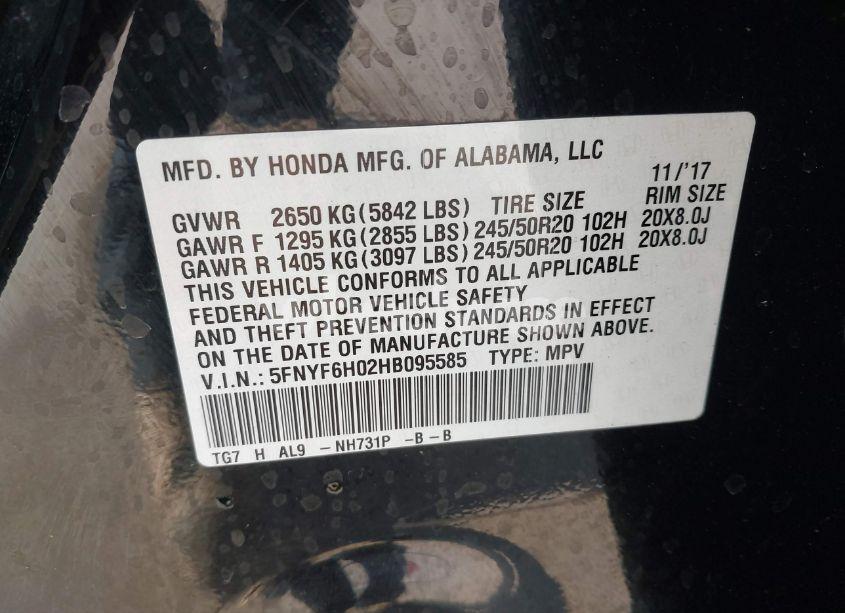 MFD. BY HONDA MFG. OF ALABAMA, LLC 11/'17
GVWR 2650 KG (5842 LBS) TIRE SIZE RIM SIZE
GAWR F 1295 KG (2855 LBS) 245/50R20 102H 20X8.0J
GAWR R 1405 KG (3097 LBS) 245/50R20 102H 20X8.0J
THIS VEHICLE CONFORMS TO ALL APPLICABLE
FEDERAL MOTOR VEHICLE SAFETY
AND THEFT PREVENTION STANDARDS IN EFFECT
ON THE DATE OF MANUFACTURE SHOWN ABOVE.
V.I.N.: 5FNYF6H02HB095585 TYPE: MPV
TG7 H AL9 -NH731P -B-B